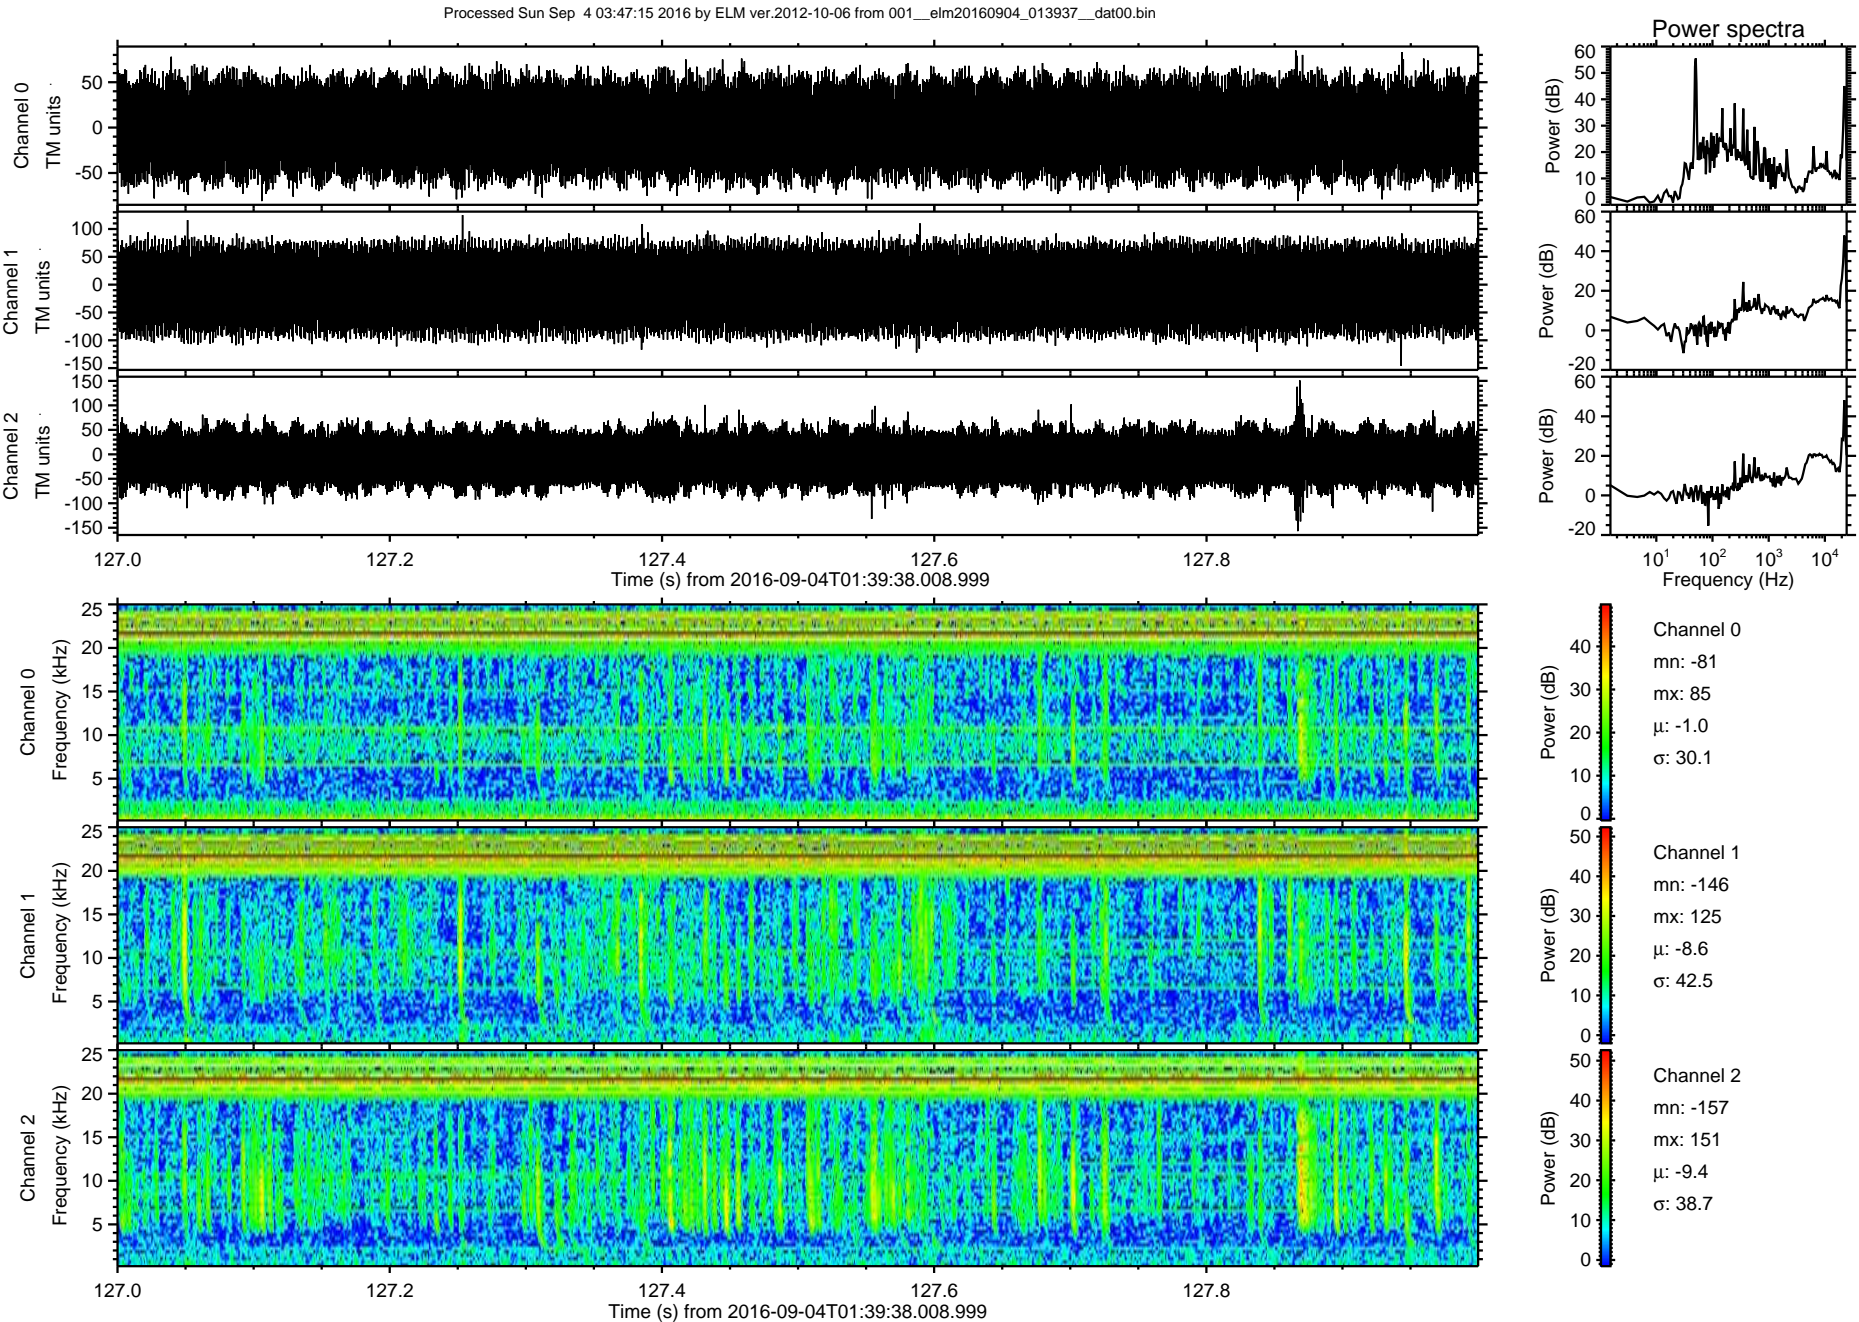 Processed Sun Sep  4 03:47:15 2016 by ELM ver.2012-10-06 from 001__elm20160904_013937__dat00.bin
Power spectra
Channel 0
TM units
50
0
-50
Power (dB)
60
50
40
30
20
10
0
Channel 1
TM units
100
50
0
-50
-100
-150
Power (dB)
60
40
20
0
-20
Channel 2
TM units
150
100
50
0
-50
-100
-150
Power (dB)
60
40
20
0
-20
127.0 127.2 127.4 127.6 127.8
Time (s) from 2016-09-04T01:39:38.008.999
10¹ 10² 10³ 10⁴
Frequency (Hz)
Channel 0
Frequency (kHz)
25
20
15
10
5
Power (dB)
40
30
20
10
0
Channel 0
mn: -81
mx: 85
μ: -1.0
σ: 30.1
Channel 1
Frequency (kHz)
25
20
15
10
5
Power (dB)
50
40
30
20
10
0
Channel 1
mn: -146
mx: 125
μ: -8.6
σ: 42.5
Channel 2
Frequency (kHz)
25
20
15
10
5
Power (dB)
50
40
30
20
10
0
Channel 2
mn: -157
mx: 151
μ: -9.4
σ: 38.7
127.0 127.2 127.4 127.6 127.8
Time (s) from 2016-09-04T01:39:38.008.999